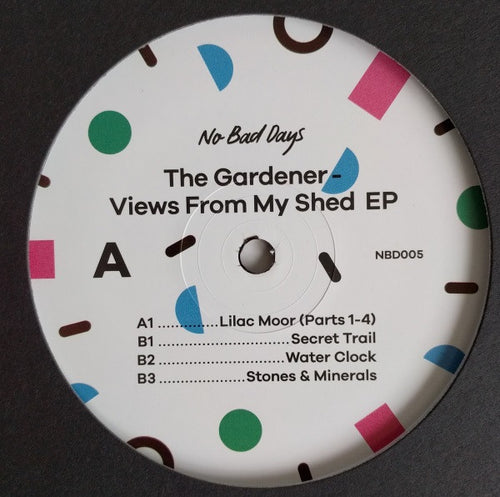 No Bad Days
The Gardener -
Views From My Shed EP
A
NBD005
A1 ..............Lilac Moor (Parts 1-4)
B1 ..............................Secret Trail
B2 .............................Water Clock
B3 ....................Stones & Minerals